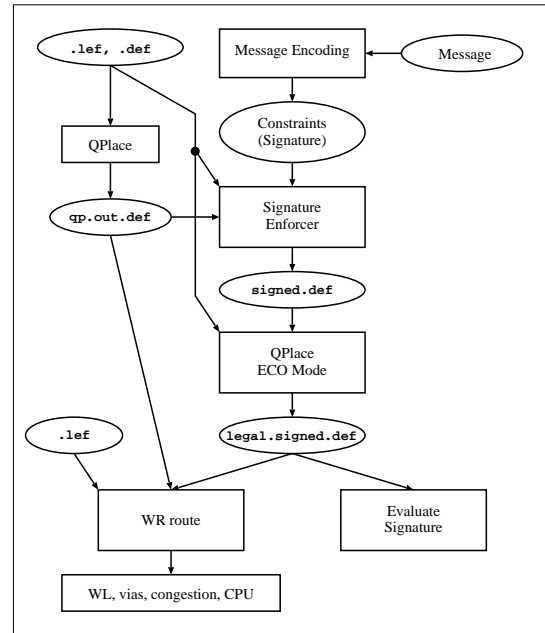 .lef, .def
Message Encoding
Message
Constraints
(Signature)
QPlace
qp.out.def
Signature
Enforcer
signed.def
QPlace
ECO Mode
.lef
legal.signed.def
WR route
Evaluate
Signature
WL, vias, congestion, CPU